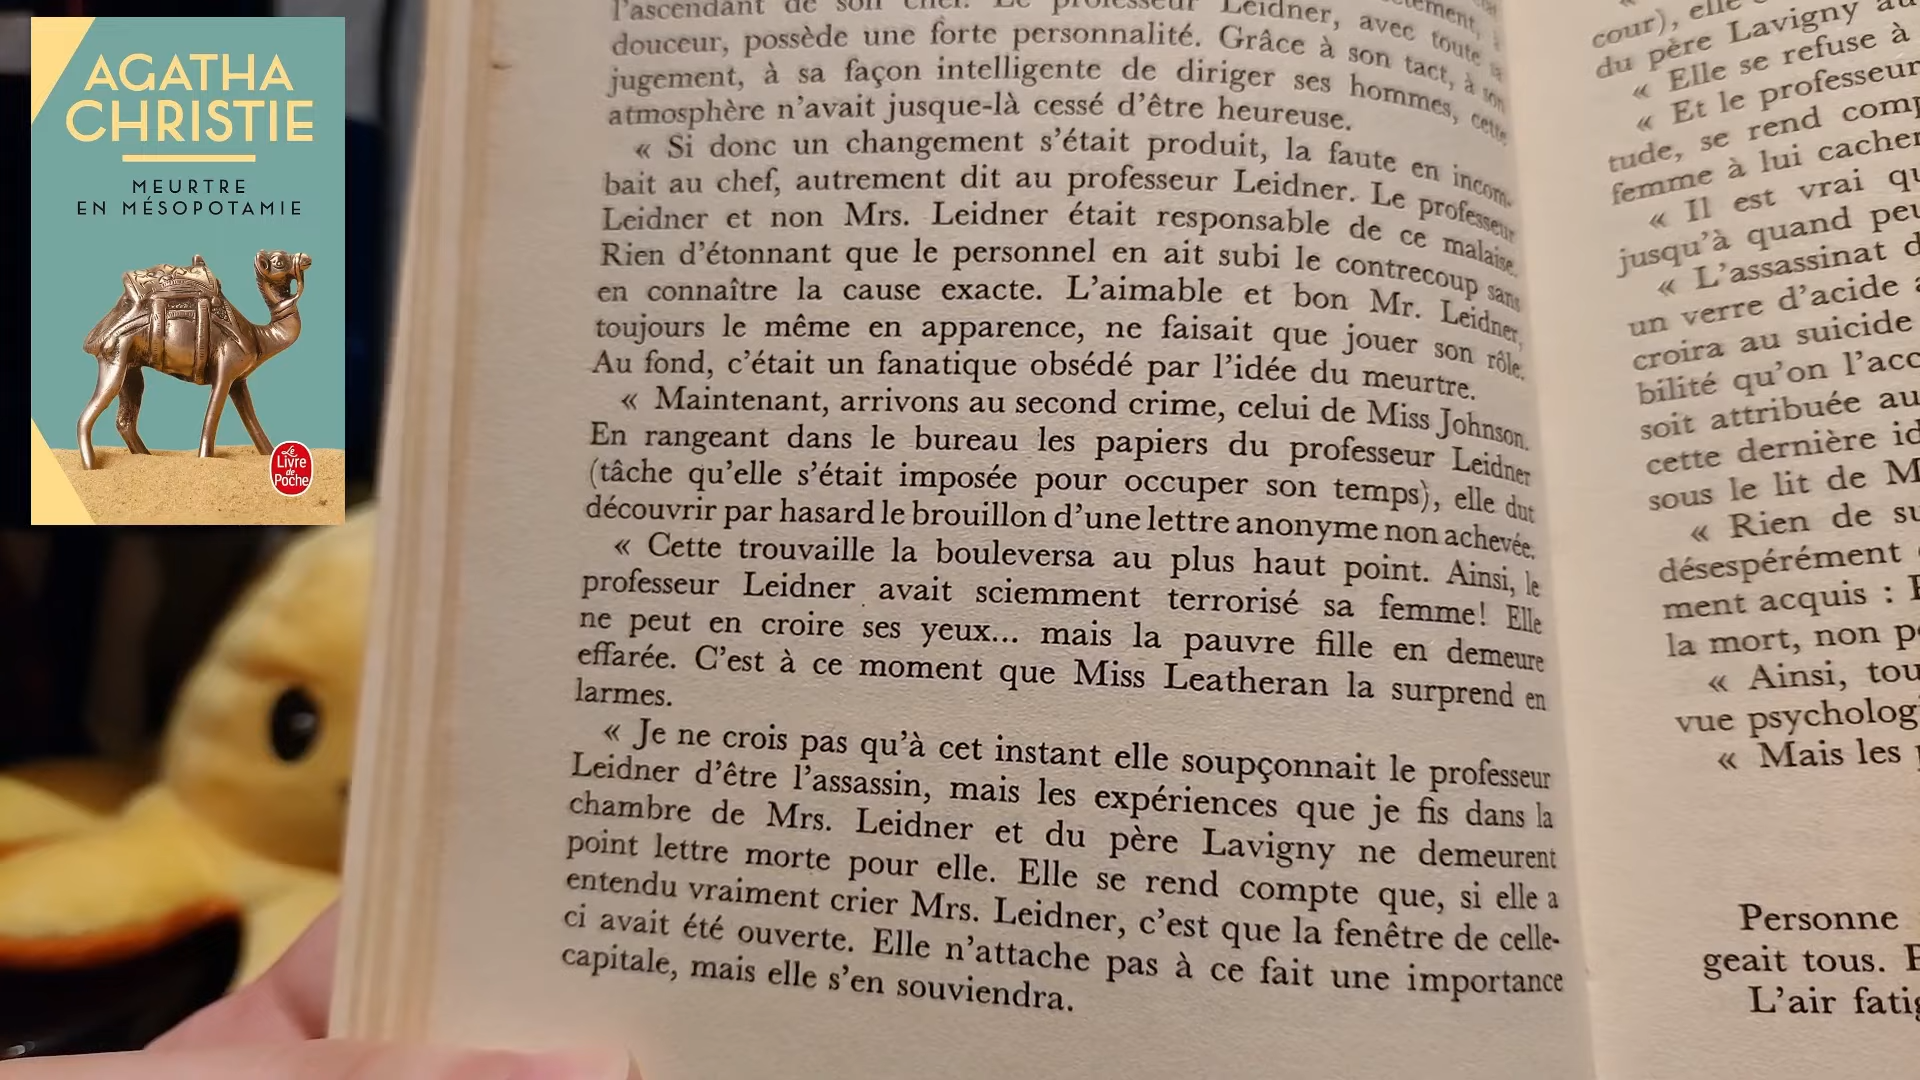 AGATHA
CHRISTIE
MEURTRE
EN MÉSOPOTAMIE
Le
Livre
de
Poche
l'ascendant de son chef. Le professeur Leidner, avec toute sa
douceur, possède une forte personnalité. Grâce à son tact, à son
jugement, à sa façon intelligente de diriger ses hommes, cette
atmosphère n'avait jusque-là cessé d'être heureuse.
« Si donc un changement s'était produit, la faute en incom-
bait au chef, autrement dit au professeur Leidner. Le professeur
Leidner et non Mrs. Leidner était responsable de ce malaise.
Rien d'étonnant que le personnel en ait subi le contrecoup sans
en connaître la cause exacte. L'aimable et bon Mr. Leidner,
toujours le même en apparence, ne faisait que jouer son rôle.
Au fond, c'était un fanatique obsédé par l'idée du meurtre.
« Maintenant, arrivons au second crime, celui de Miss Johnson.
En rangeant dans le bureau les papiers du professeur Leidner
(tâche qu'elle s'était imposée pour occuper son temps), elle dut
découvrir par hasard le brouillon d'une lettre anonyme non achevée.
« Cette trouvaille la bouleversa au plus haut point. Ainsi, le
professeur Leidner avait sciemment terrorisé sa femme! Elle
ne peut en croire ses yeux... mais la pauvre fille en demeure
effarée. C'est à ce moment que Miss Leatheran la surprend en
larmes.
« Je ne crois pas qu'à cet instant elle soupçonnait le professeur
Leidner d'être l'assassin, mais les expériences que je fis dans la
chambre de Mrs. Leidner et du père Lavigny ne demeurent
point lettre morte pour elle. Elle se rend compte que, si elle a
entendu vraiment crier Mrs. Leidner, c'est que la fenêtre de celle-
ci avait été ouverte. Elle n'attache pas à ce fait une importance
capitale, mais elle s'en souviendra.
cour), elle
du père Lavigny
« Elle se refuse à
« Et le professeur
tude, se rend
femme à lui cacher
« Il est vrai
jusqu'à quand
« L'assassinat
un verre d'acide
croira au suicide
bilité qu'on
soit attribuée au
cette dernière
sous le lit de
« Rien de
désespérément
ment acquis :
la mort, non
« Ainsi,
vue
« Mais les
Personne
geait tous.
L'air